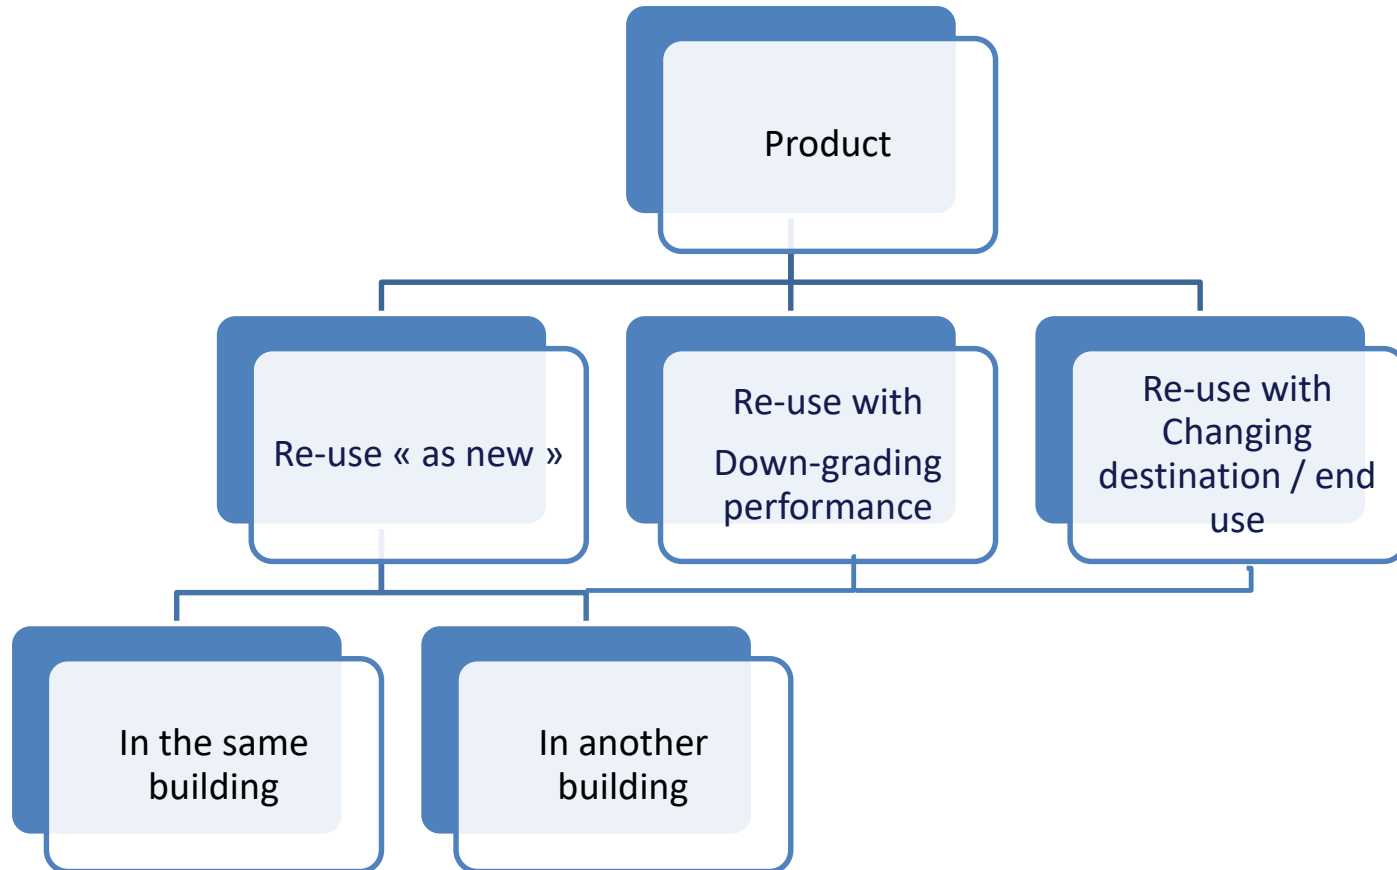 Product
Re-use « as new »
Re-use with
Down-grading
performance
Re-use with
Changing
destination / end
use
In the same
building
In another
building